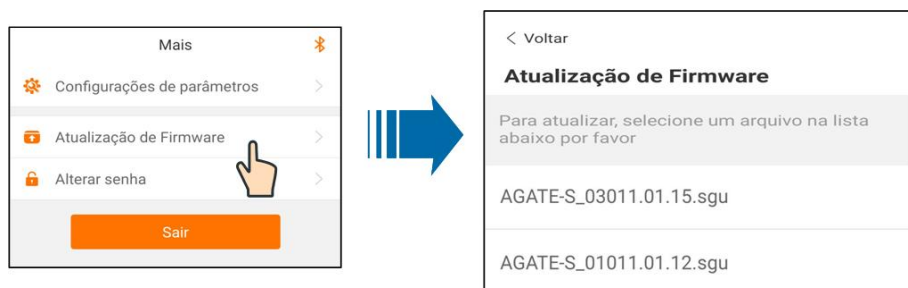 Mais
Configurações de parâmetros
Atualização de Firmware
Alterar senha
Sair
< Voltar
Atualização de Firmware
Para atualizar, selecione um arquivo na lista
abaixo por favor
AGATE-S_03011.01.15.sgu
AGATE-S_01011.01.12.sgu